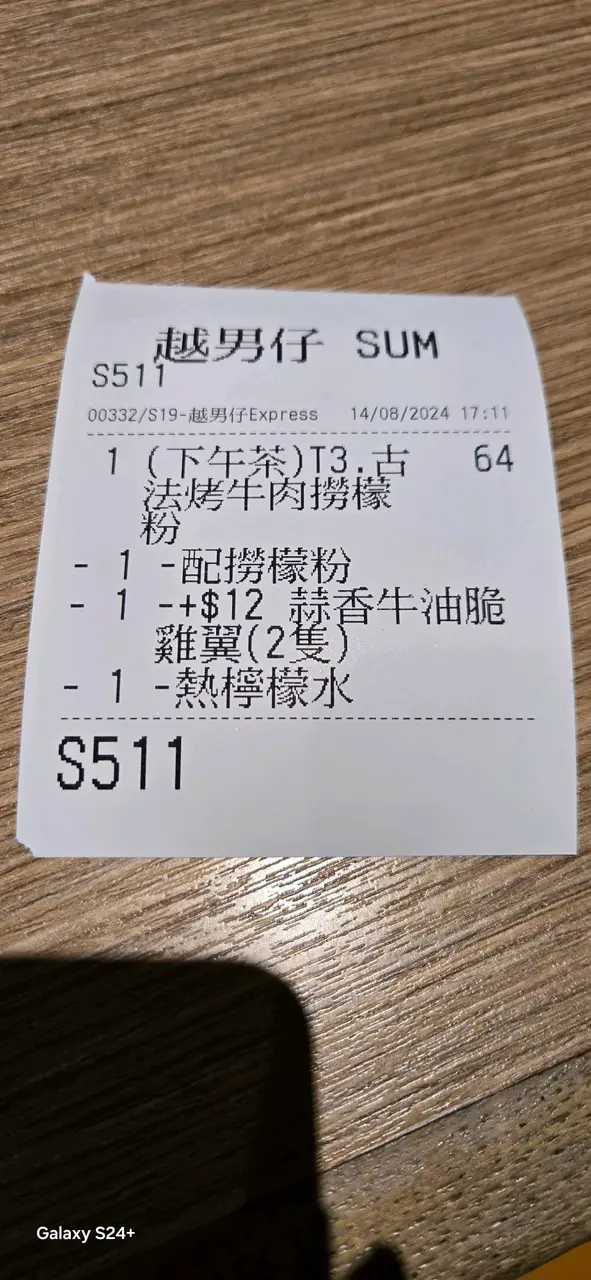 越男仔 SUM
S511
00332/S19-越男仔Express 14/08/2024 17:11
1 (下午茶)T3.古 64
法烤牛肉撈檬
粉
- 1 -配撈檬粉
- 1 -+$12 蒜香牛油脆
雞翼(2隻)
- 1 -熱檸檬水
S511
Galaxy S24+